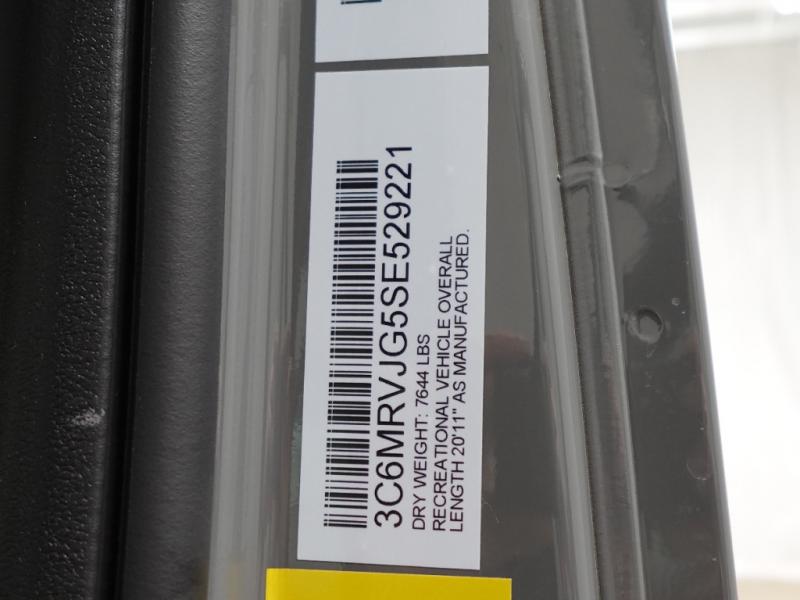 3C6MRVJG5SE529221
DRY WEIGHT: 7644 LBS
RECREATIONAL VEHICLE OVERALL
LENGTH 20'11" AS MANUFACTURED.